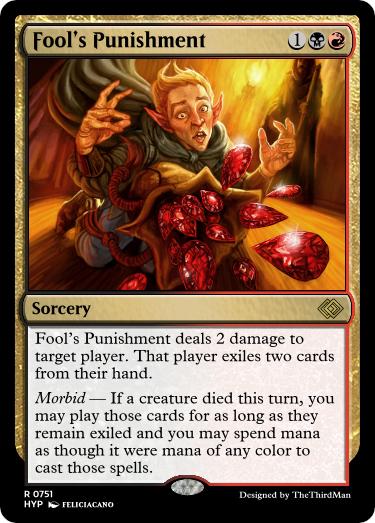 Fool's Punishment 1
Sorcery
Fool's Punishment deals 2 damage to
target player. That player exiles two cards
from their hand.
Morbid — If a creature died this turn, you
may play those cards for as long as they
remain exiled and you may spend mana
as though it were mana of any color to
cast those spells.
R 0751
HYP FELICIACANO
Designed by TheThirdMan